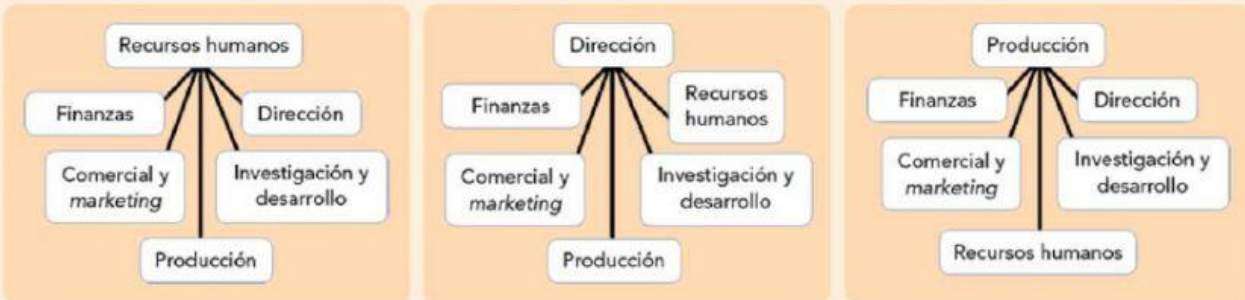 Recursos humanos
Finanzas
Dirección
Comercial y
marketing
Investigación y
desarrollo
Producción
Dirección
Finanzas
Recursos
humanos
Comercial y
marketing
Investigación y
desarrollo
Producción
Producción
Finanzas
Dirección
Comercial y
marketing
Investigación y
desarrollo
Recursos humanos